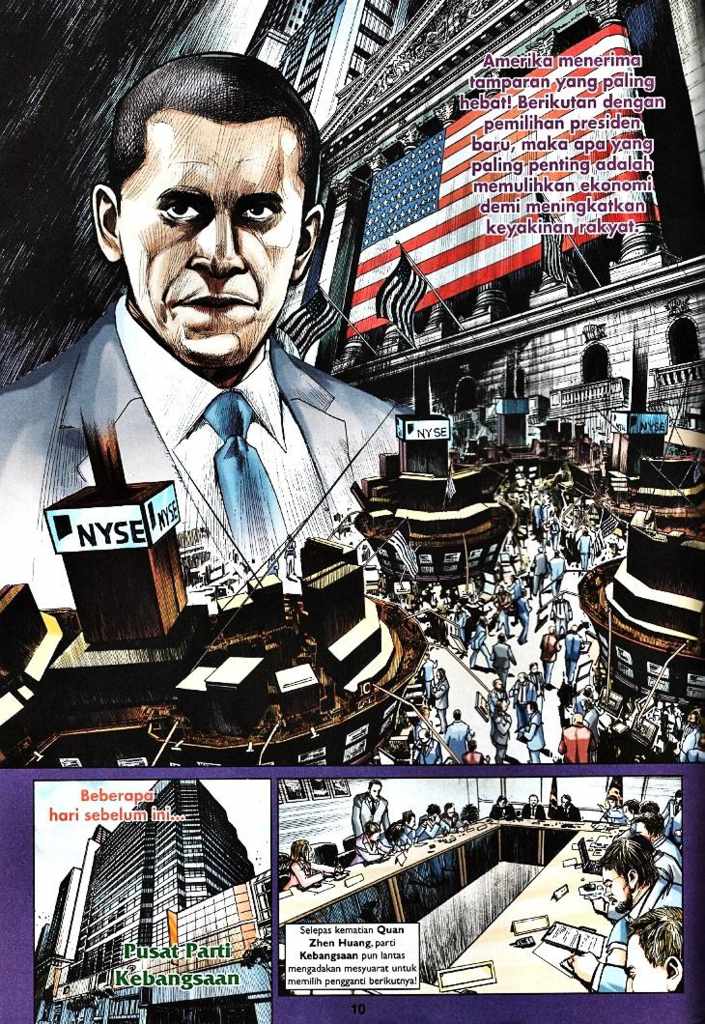 Amerika menerima
tamparan yang paling
hebat! Berikutan dengan
pemilihan presiden
baru, maka apa yang
paling penting adalah
memulihkan ekonomi
demi meningkatkan
keyakinan rakyat.
NYSE
NYSE
NYSE
NYSE
Beberapa
hari sebelum ini...
Pusat Parti
Kebangsaan
Selepas kematian Quan
Zhen Huang, parti
Kebangsaan pun lantas
mengadakan mesyuarat untuk
memilih pengganti berikutnya!
10